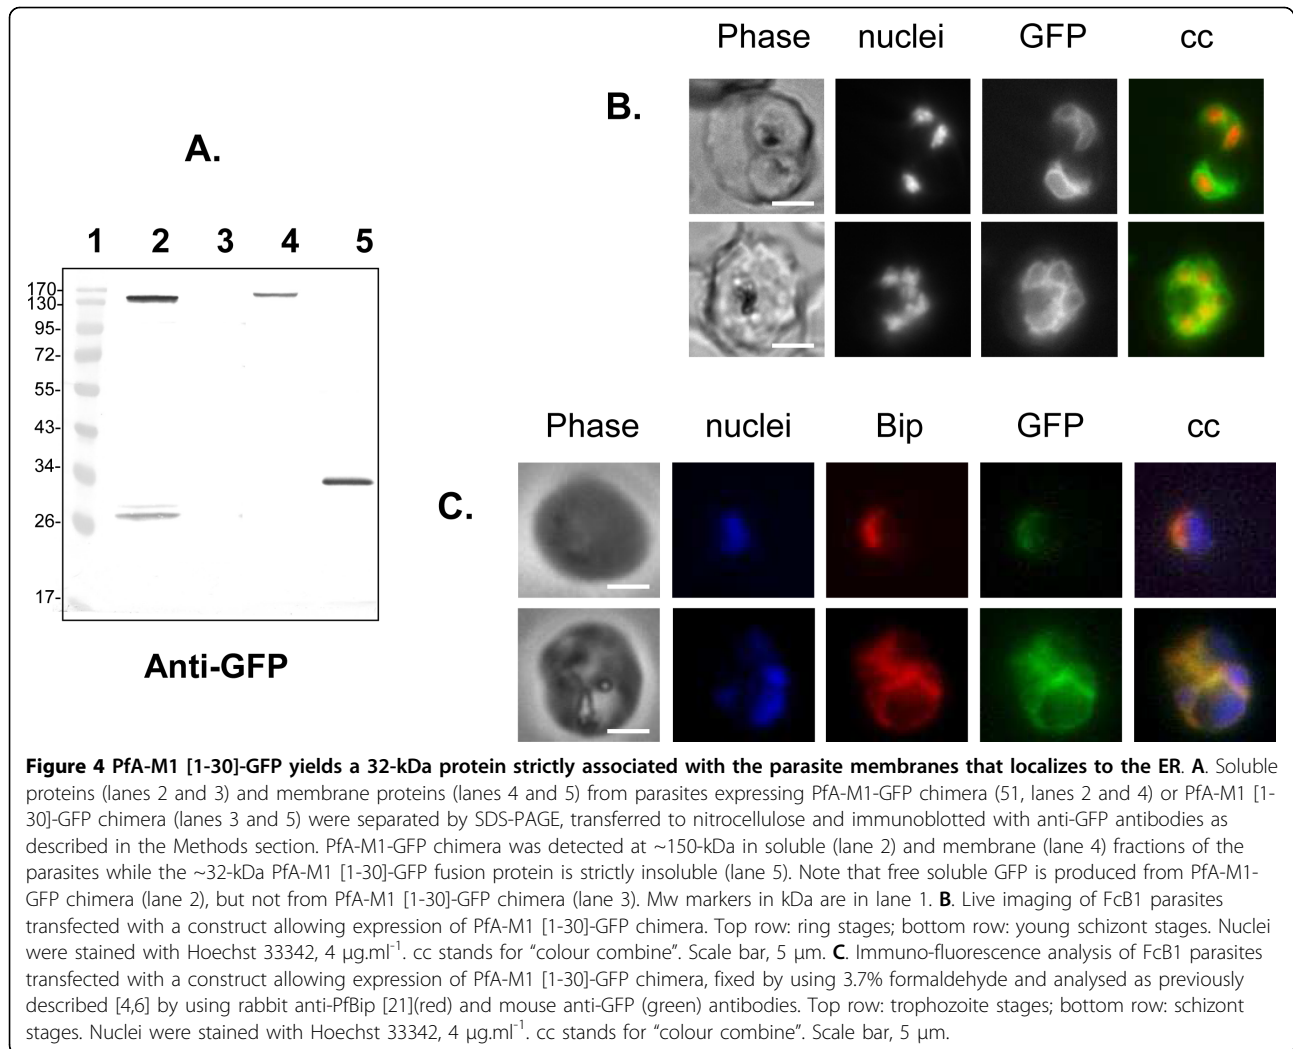 A.
1 2 3 4 5
170-
130-
95-
72-
55-
43-
34-
26-
17-
Anti-GFP
B.
Phase nuclei GFP cc
C.
Phase nuclei Bip GFP cc
Figure 4 PfA-M1 [1-30]-GFP yields a 32-kDa protein strictly associated with the parasite membranes that localizes to the ER. A. Soluble
proteins (lanes 2 and 3) and membrane proteins (lanes 4 and 5) from parasites expressing PfA-M1-GFP chimera (51, lanes 2 and 4) or PfA-M1 [1-
30]-GFP chimera (lanes 3 and 5) were separated by SDS-PAGE, transferred to nitrocellulose and immunoblotted with anti-GFP antibodies as
described in the Methods section. PfA-M1-GFP chimera was detected at ~150-kDa in soluble (lane 2) and membrane (lane 4) fractions of the
parasites while the ~32-kDa PfA-M1 [1-30]-GFP fusion protein is strictly insoluble (lane 5). Note that free soluble GFP is produced from PfA-M1-
GFP chimera (lane 2), but not from PfA-M1 [1-30]-GFP chimera (lane 3). Mw markers in kDa are in lane 1. B. Live imaging of FcB1 parasites
transfected with a construct allowing expression of PfA-M1 [1-30]-GFP chimera. Top row: ring stages; bottom row: young schizont stages. Nuclei
were stained with Hoechst 33342, 4 μg.ml⁻¹. cc stands for “colour combine”. Scale bar, 5 μm. C. Immuno-fluorescence analysis of FcB1 parasites
transfected with a construct allowing expression of PfA-M1 [1-30]-GFP chimera, fixed by using 3.7% formaldehyde and analysed as previously
described [4,6] by using rabbit anti-PfBip [21](red) and mouse anti-GFP (green) antibodies. Top row: trophozoite stages; bottom row: schizont
stages. Nuclei were stained with Hoechst 33342, 4 μg.ml⁻¹. cc stands for “colour combine”. Scale bar, 5 μm.